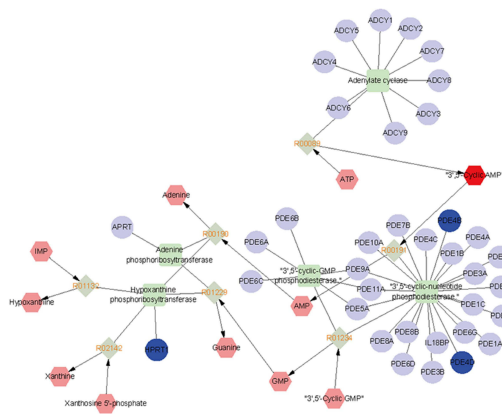 ADCY1
ADCY5
ADCY2
ADCY4
ADCY7
Adenylate cyclase
ADCY8
ADCY6
ADCY3
ADCY9
R00089
ATP
*3',5'-Cyclic AMP*
Adenine
PDE6B
PDE7B
PDE4B
APRT
R00190
PDE6A
PDE10A
R00191
PDE4C
PDE4A
IMP
Adenine
phosphoribosyltransferase
*3',5'-cyclic-GMP
phosphodiesterase.*
PDE1B
PDE9A
PDE3A
R01132
Hypoxanthine
phosphoribosyltransferase
R01229
PDE6C
PDE11A
*3',5'-cyclic-nucleotide
phosphodiesterase.*
Hypoxanthine
AMP
PDE5A
PDE1C
R02142
HPRT1
Guanine
R01234
PDE8A
PDE8B
IL18BP
PDE6G
PDE1A
Xanthine
GMP
PDE6D
PDE3B
PDE4D
Xanthosine 5'-phosphate
*3',5'-Cyclic GMP*